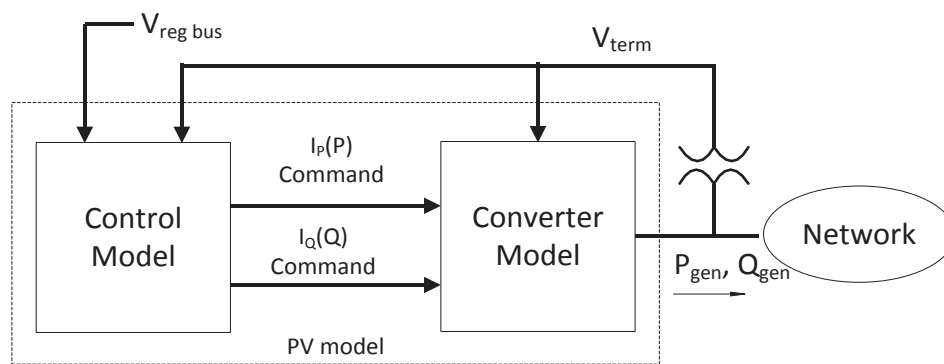 V_reg bus
V_term
I_P(P)
Command
Control
Model
Converter
Model
I_Q(Q)
Command
Network
P_gen, Q_gen
PV model